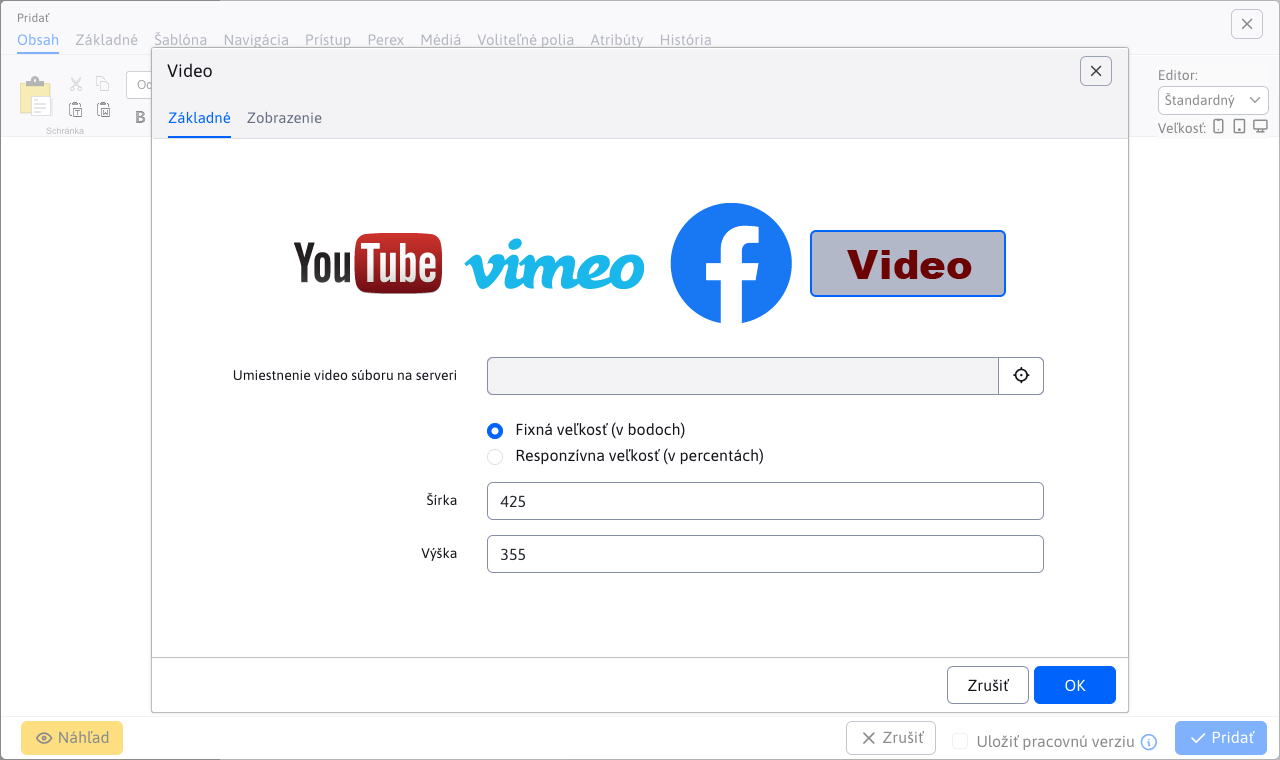 Pridať
Obsah Základné Šablóna Navigácia Prístup Perex Médiá Voliteľné polia Atribúty História
Schránka
B
Editor:
Štandardný
Veľkosť:
Video
Základné Zobrazenie
YouTube vimeo f Video
Umiestnenie video súboru na serveri
Fixná veľkosť (v bodoch)
Responzívna veľkosť (v percentách)
Šírka 425
Výška 355
Zrušiť OK
Náhľad Zrušiť Uložiť pracovnú verziu Pridať